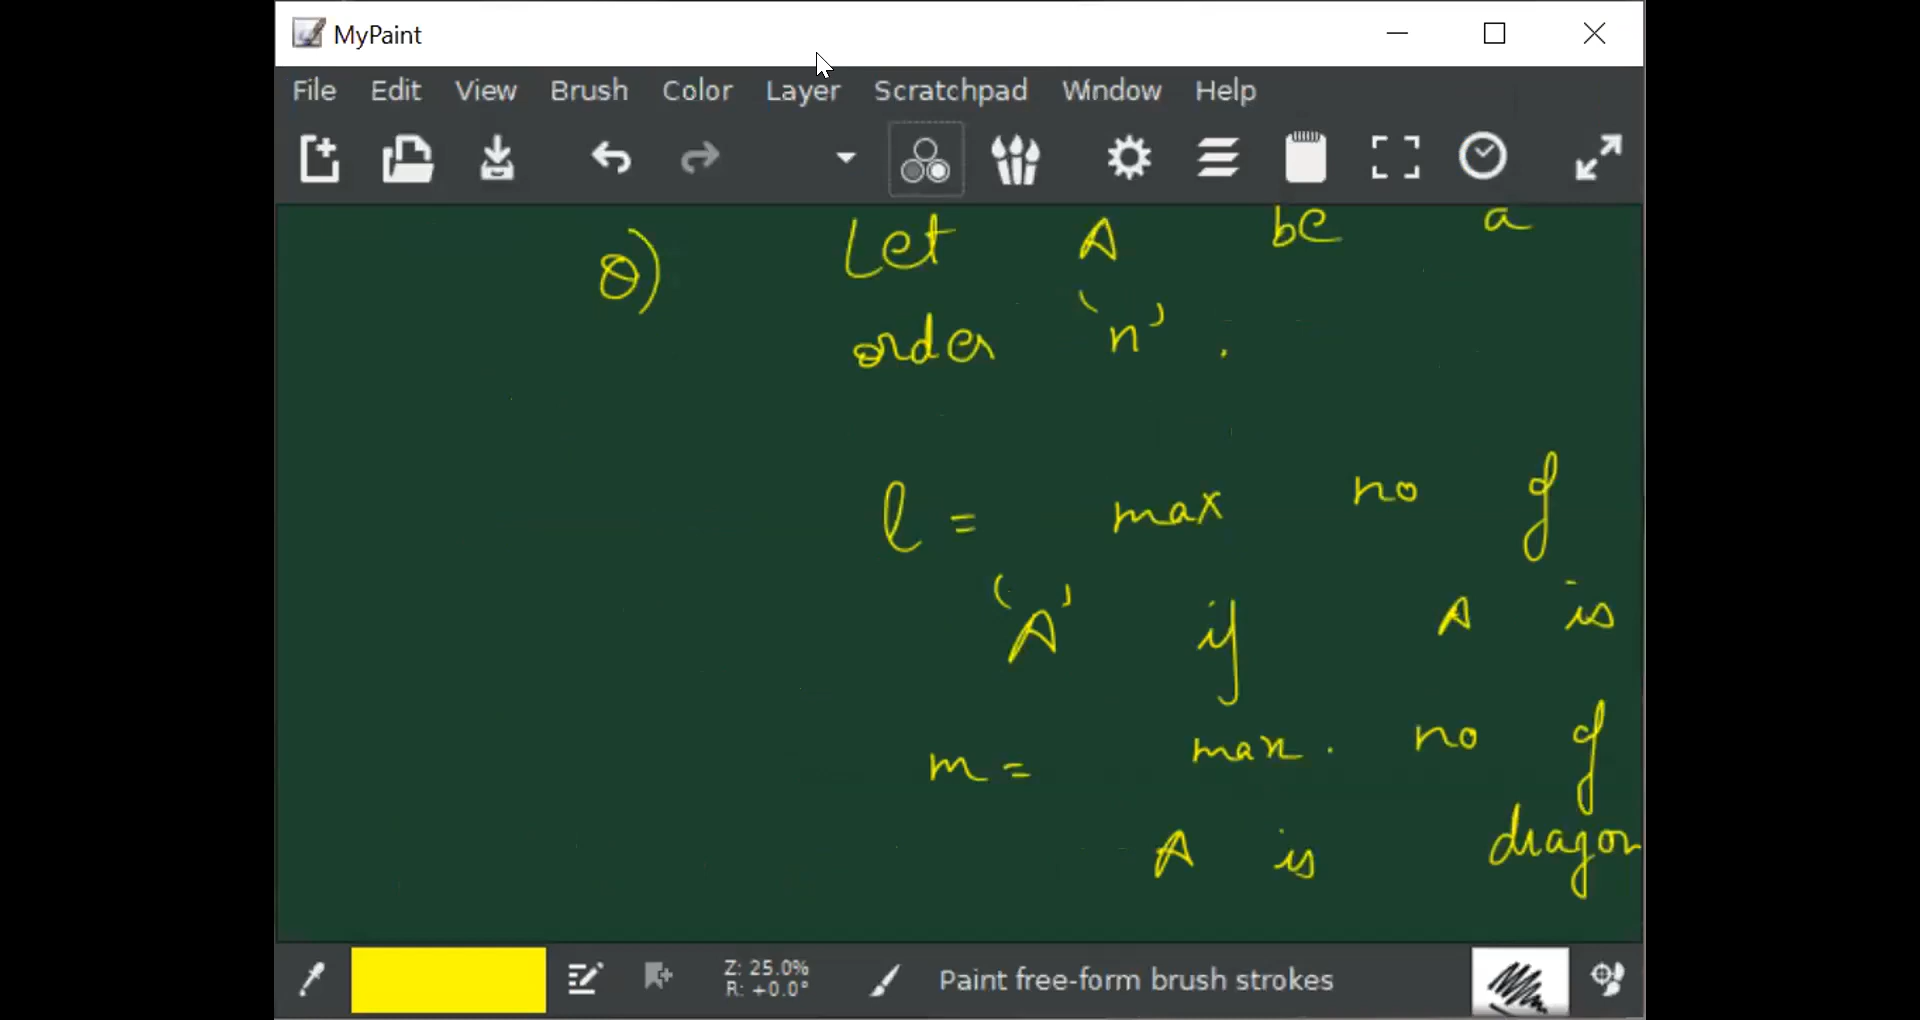 MyPaint
File Edit View Brush Color Layer Scratchpad Window Help
Q) Let A be a
order 'n'.
l = max no of
'A' if A is
m = max. no of
A is diagon
Z: 25.0%
R: +0.0°
Paint free-form brush strokes